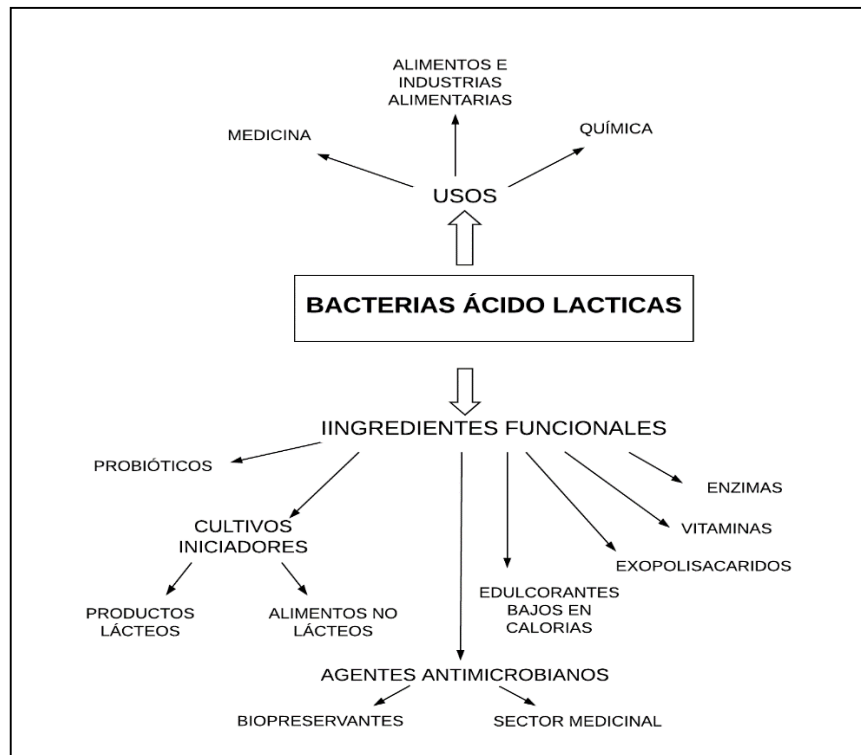 ALIMENTOS E
INDUSTRIAS
ALIMENTARIAS
MEDICINA
QUÍMICA
USOS
BACTERIAS ÁCIDO LACTICAS
IINGREDIENTES FUNCIONALES
PROBIÓTICOS
ENZIMAS
CULTIVOS
INICIADORES
VITAMINAS
EXOPOLISACARIDOS
EDULCORANTES
BAJOS EN
CALORIAS
PRODUCTOS
LÁCTEOS
ALIMENTOS NO
LÁCTEOS
AGENTES ANTIMICROBIANOS
BIOPRESERVANTES
SECTOR MEDICINAL